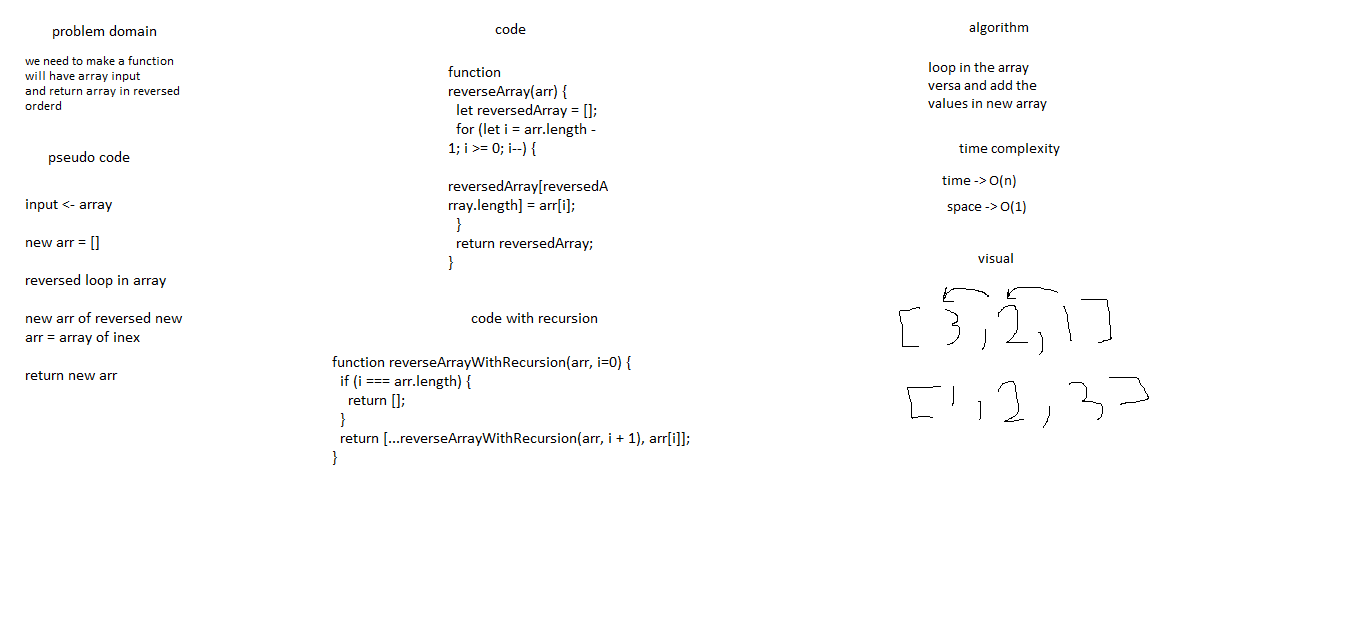 problem domain
we need to make a function
will have array input
and return array in reversed
orderd
pseudo code
input <- array
new arr = []
reversed loop in array
new arr of reversed new
arr = array of inex
return new arr
code
function
reverseArray(arr) {
let reversedArray = [];
for (let i = arr.length -
1; i >= 0; i--) {
reversedArray[reversedA
rray.length] = arr[i];
}
return reversedArray;
}
code with recursion
function reverseArrayWithRecursion(arr, i=0) {
if (i === arr.length) {
return [];
}
return [...reverseArrayWithRecursion(arr, i + 1), arr[i]];
}
algorithm
loop in the array
versa and add the
values in new array
time complexity
time -> O(n)
space -> O(1)
visual
[3,2,1]
[1,2,3]